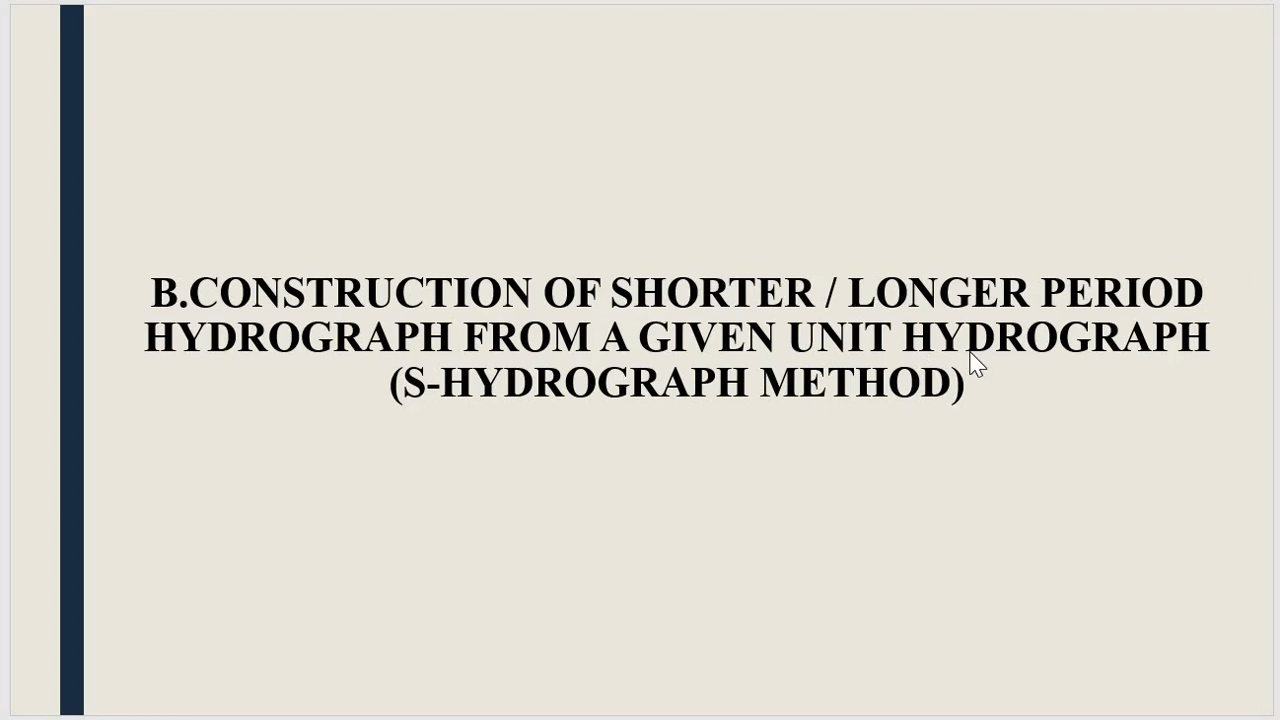 B.CONSTRUCTION OF SHORTER / LONGER PERIOD
HYDROGRAPH FROM A GIVEN UNIT HYDROGRAPH
(S-HYDROGRAPH METHOD)